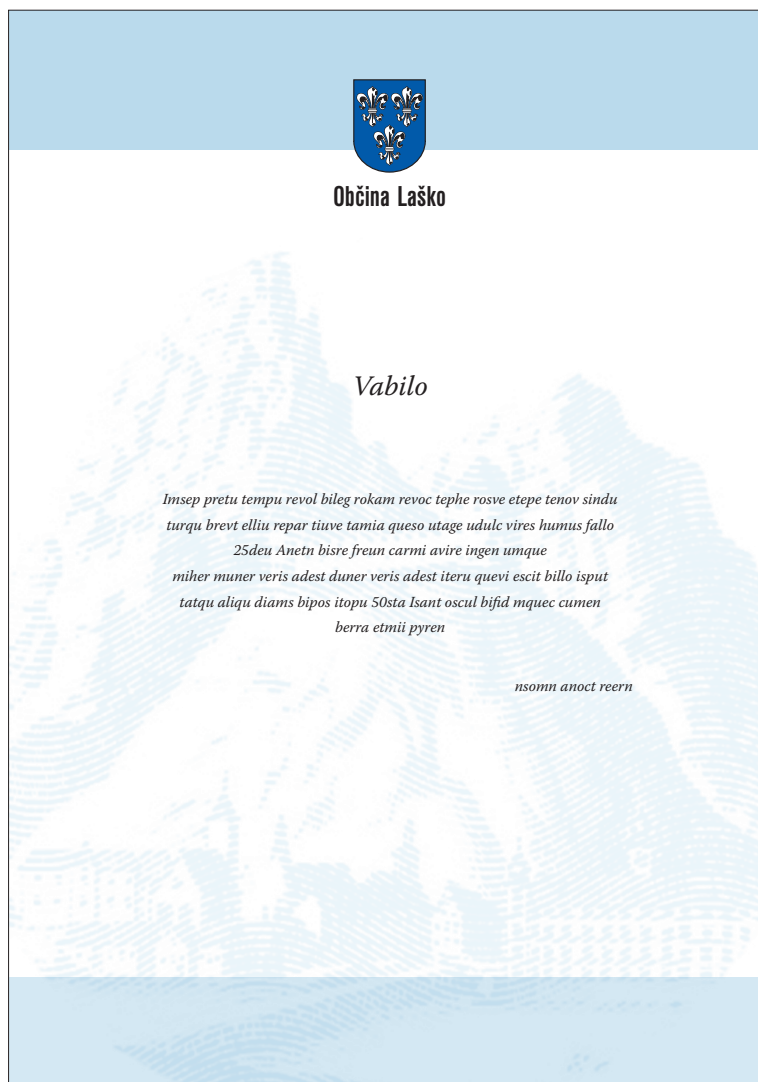 Občina Laško
Vabilo
Imsep pretu tempu revol bileg rokam revoc tephe rosve etepe tenov sindu
turqu brevt elliu repar tiuve tamia queso utage udulc vires humus fallo
25deu Anetn bisre freun carmi avire ingen umque
miher muner veris adest duner veris adest iteru quevi escit billo isput
tatqu aliqu diams bipos itopu 50sta Isant oscul bifid mquec cumen
berra etmii pyren
nsomn anoct reern